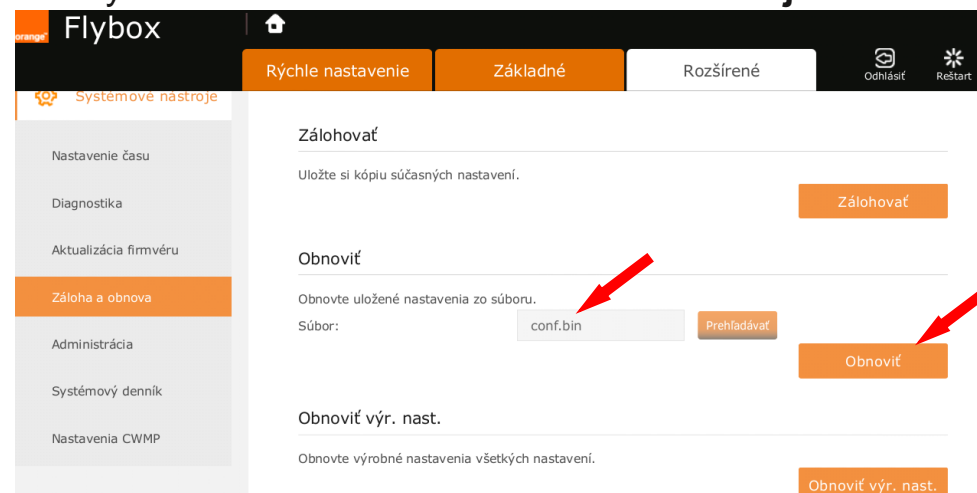 orange™ Flybox
Rýchle nastavenie
Základné
Rozšírené
Odhlásiť
Reštart
Systémové nástroje
Nastavenie času
Diagnostika
Aktualizácia firmvéru
Záloha a obnova
Administrácia
Systémový denník
Nastavenia CWMP
Zálohovať
Uložte si kópiu súčasných nastavení.
Zálohovať
Obnoviť
Obnovte uložené nastavenia zo súboru.
Súbor:
conf.bin
Prehľadávať
Obnoviť
Obnoviť výr. nast.
Obnovte výrobné nastavenia všetkých nastavení.
Obnoviť výr. nast.